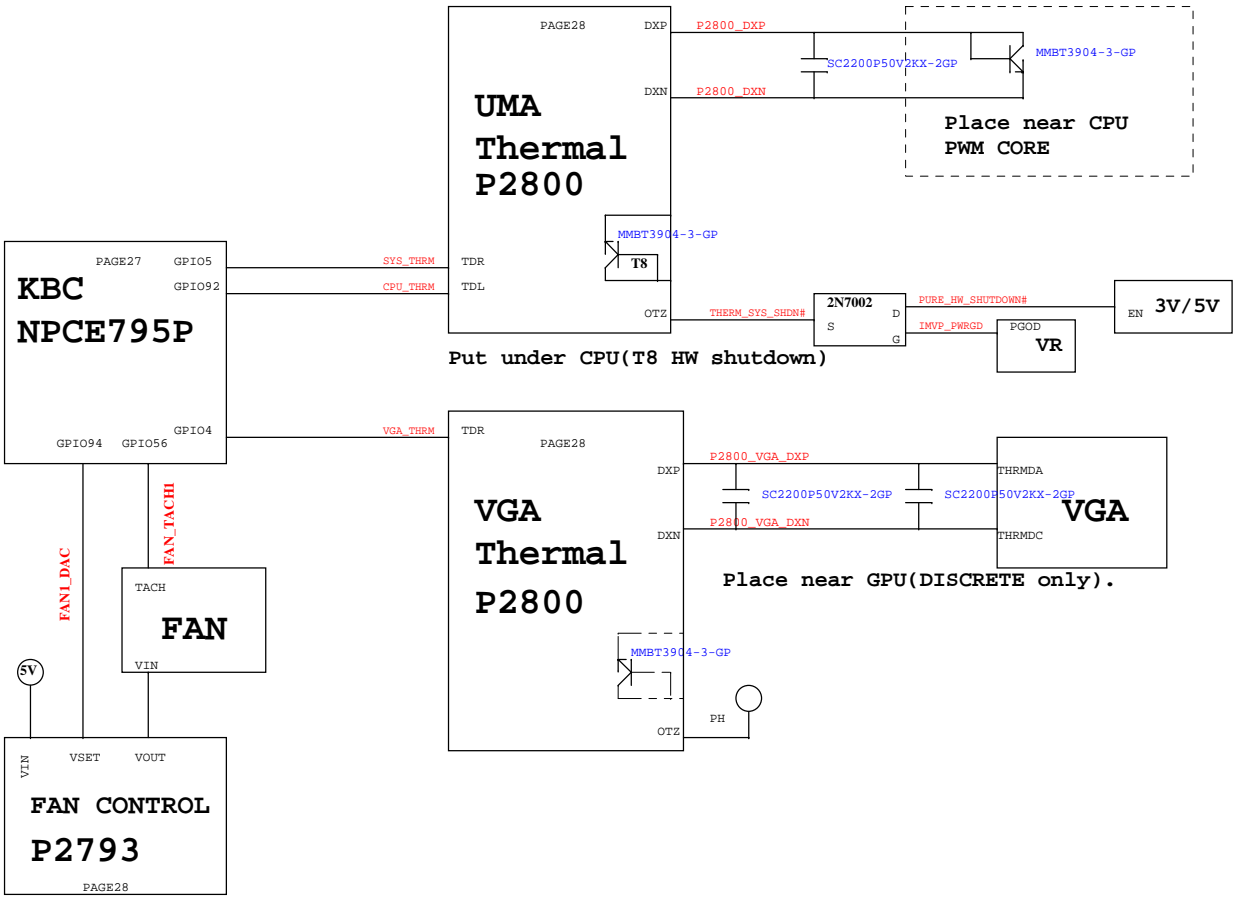 PAGE28
DXP
P2800_DXP
MMBT3904-3-GP
SC2200P50V2KX-2GP
DXN
P2800_DXN
UMA
Thermal
P2800
Place near CPU
PWM CORE
MMBT3904-3-GP
T8
PAGE27
GPIO5
SYS_THRM
TDR
KBC
NPCE795P
GPIO92
CPU_THRM
TDL
OTZ
THERM_SYS_SHDN#
2N7002
S
D
G
PURE_HW_SHUTDOWN#
EN
3V/5V
IMVP_PWRGD
PGOD
VR
Put under CPU(T8 HW shutdown)
GPIO94
GPIO56
GPIO4
VGA_THRM
TDR
PAGE28
DXP
P2800_VGA_DXP
THRMDA
SC2200P50V2KX-2GP
SC2200P50V2KX-2GP
VGA
Thermal
P2800
VGA
DXN
P2800_VGA_DXN
THRMDC
Place near GPU(DISCRETE only).
FAN1_DAC
FAN_TACH1
TACH
FAN
VIN
MMBT3904-3-GP
OTZ
PH
5V
VIN
VSET
VOUT
FAN CONTROL
P2793
PAGE28